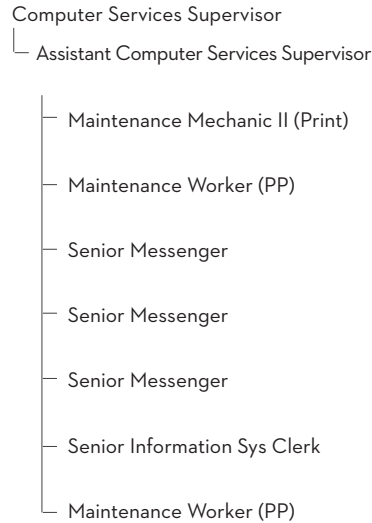 Computer Services Supervisor
Assistant Computer Services Supervisor
Maintenance Mechanic II (Print)
Maintenance Worker (PP)
Senior Messenger
Senior Messenger
Senior Messenger
Senior Information Sys Clerk
Maintenance Worker (PP)